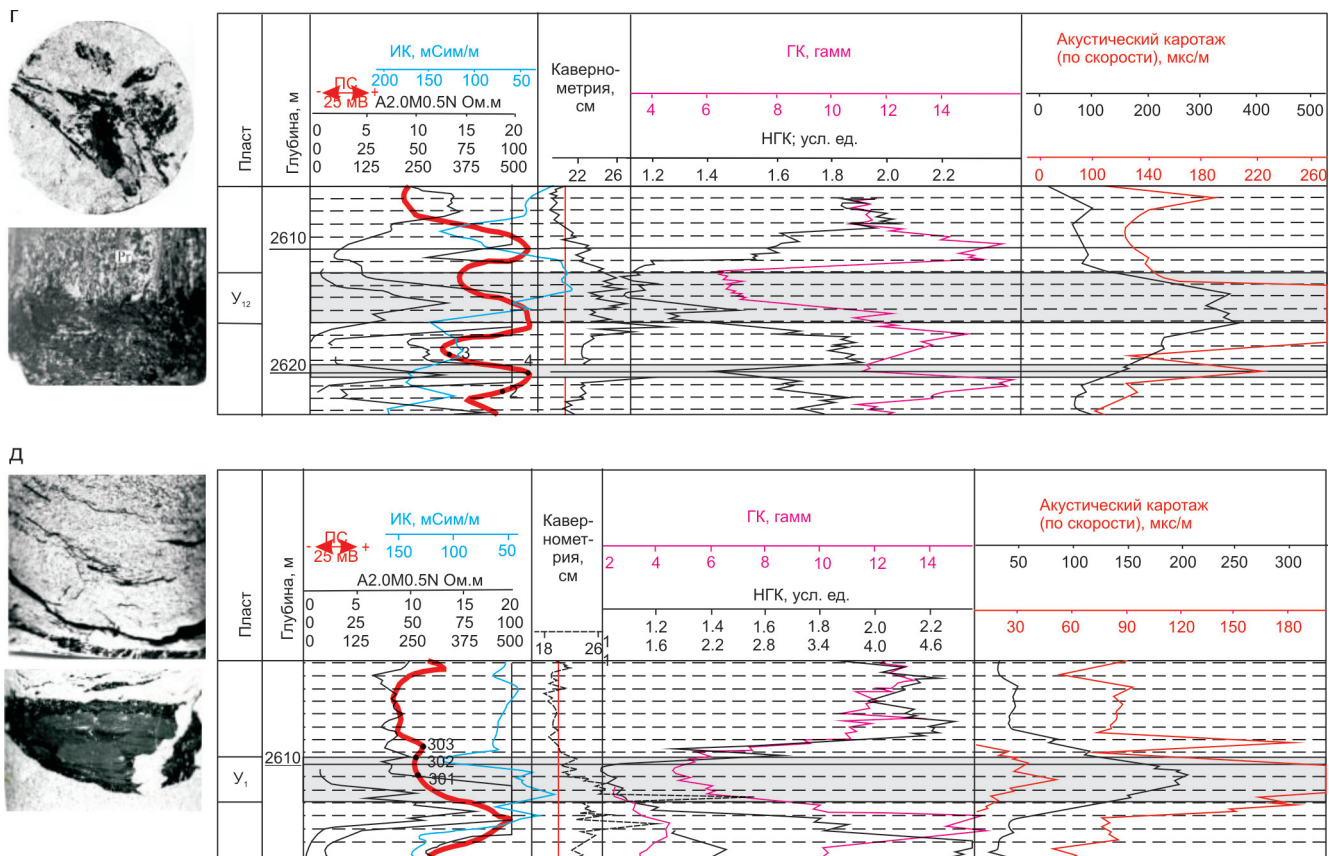 г
Пласт
Глубина, м
ИК, мСим/м
- ПС +
25 мВ
200 150 100 50
А2.0М0.5N Ом.м
0 5 10 15 20
0 25 50 75 100
0 125 250 375 500
Каверно-
метрия,
см
22 26
ГК, гамм
4 6 8 10 12 14
НГК; усл. ед.
1.2 1.4 1.6 1.8 2.0 2.2
Акустический каротаж
(по скорости), мкс/м
0 100 200 300 400 500
0 100 140 180 220 260
Pr
2610
У12
3
4
2620
2
д
Пласт
Глубина, м
ИК, мСим/м
150 100 50
- ПС +
25 мВ
А2.0М0.5N Ом.м
0 5 10 15 20
0 25 50 75 100
0 125 250 375 500
Кавер-
номет-
рия,
см
18 26
ГК, гамм
2 4 6 8 10 12 14
НГК, усл. ед.
1.2 1.4 1.6 1.8 2.0 2.2
1 1.6 2.2 2.8 3.4 4.0 4.6
Акустический каротаж
(по скорости), мкс/м
50 100 150 200 250 300
30 60 90 120 150 180
303
2610
302
301
У1